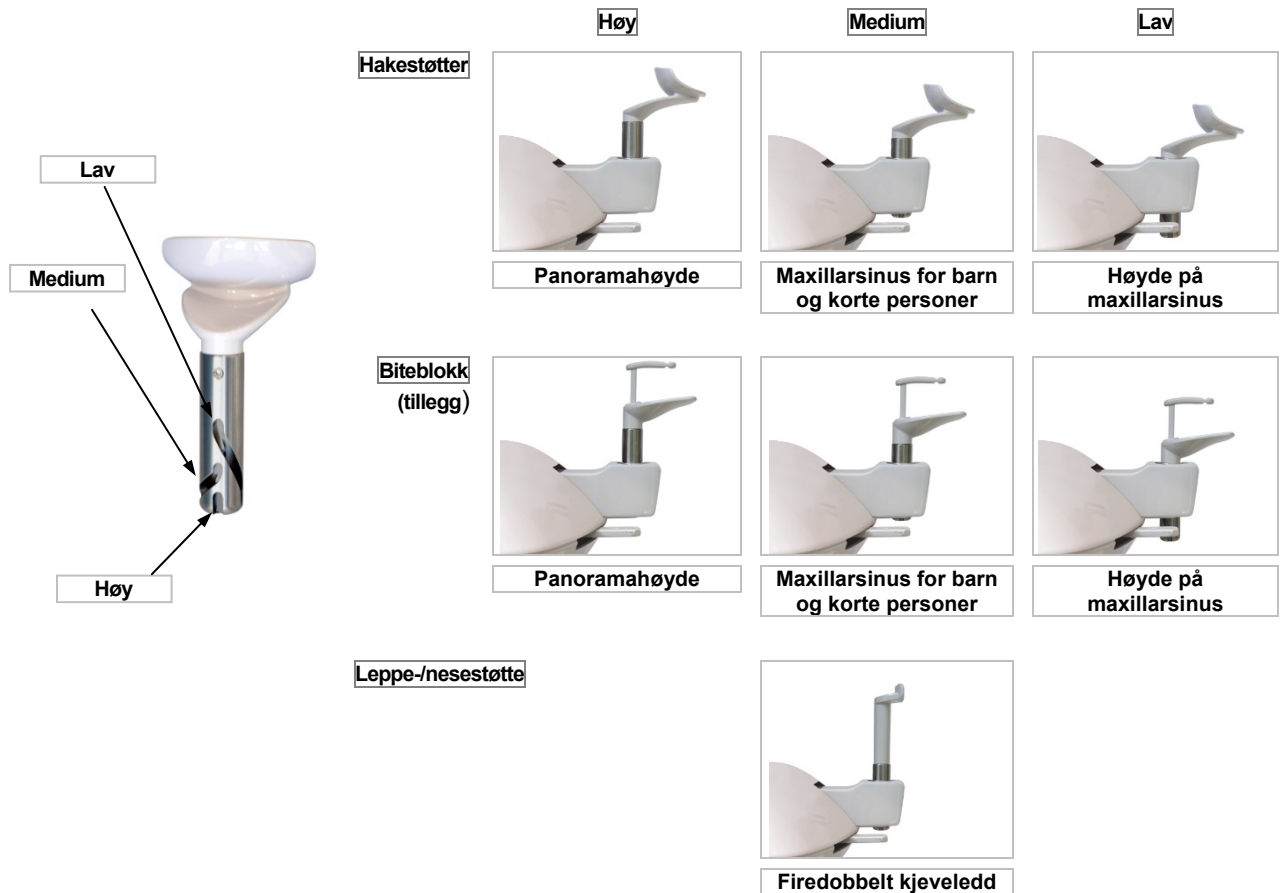 Høy
Medium
Lav
Hakestøtter
Lav
Medium
Høy
Panoramahøyde
Maxillarsinus for barn
og korte personer
Høyde på
maxillarsinus
Biteblokk
(tillegg)
Panoramahøyde
Maxillarsinus for barn
og korte personer
Høyde på
maxillarsinus
Leppe-/nesestøtte
Firedobbelt kjeveledd